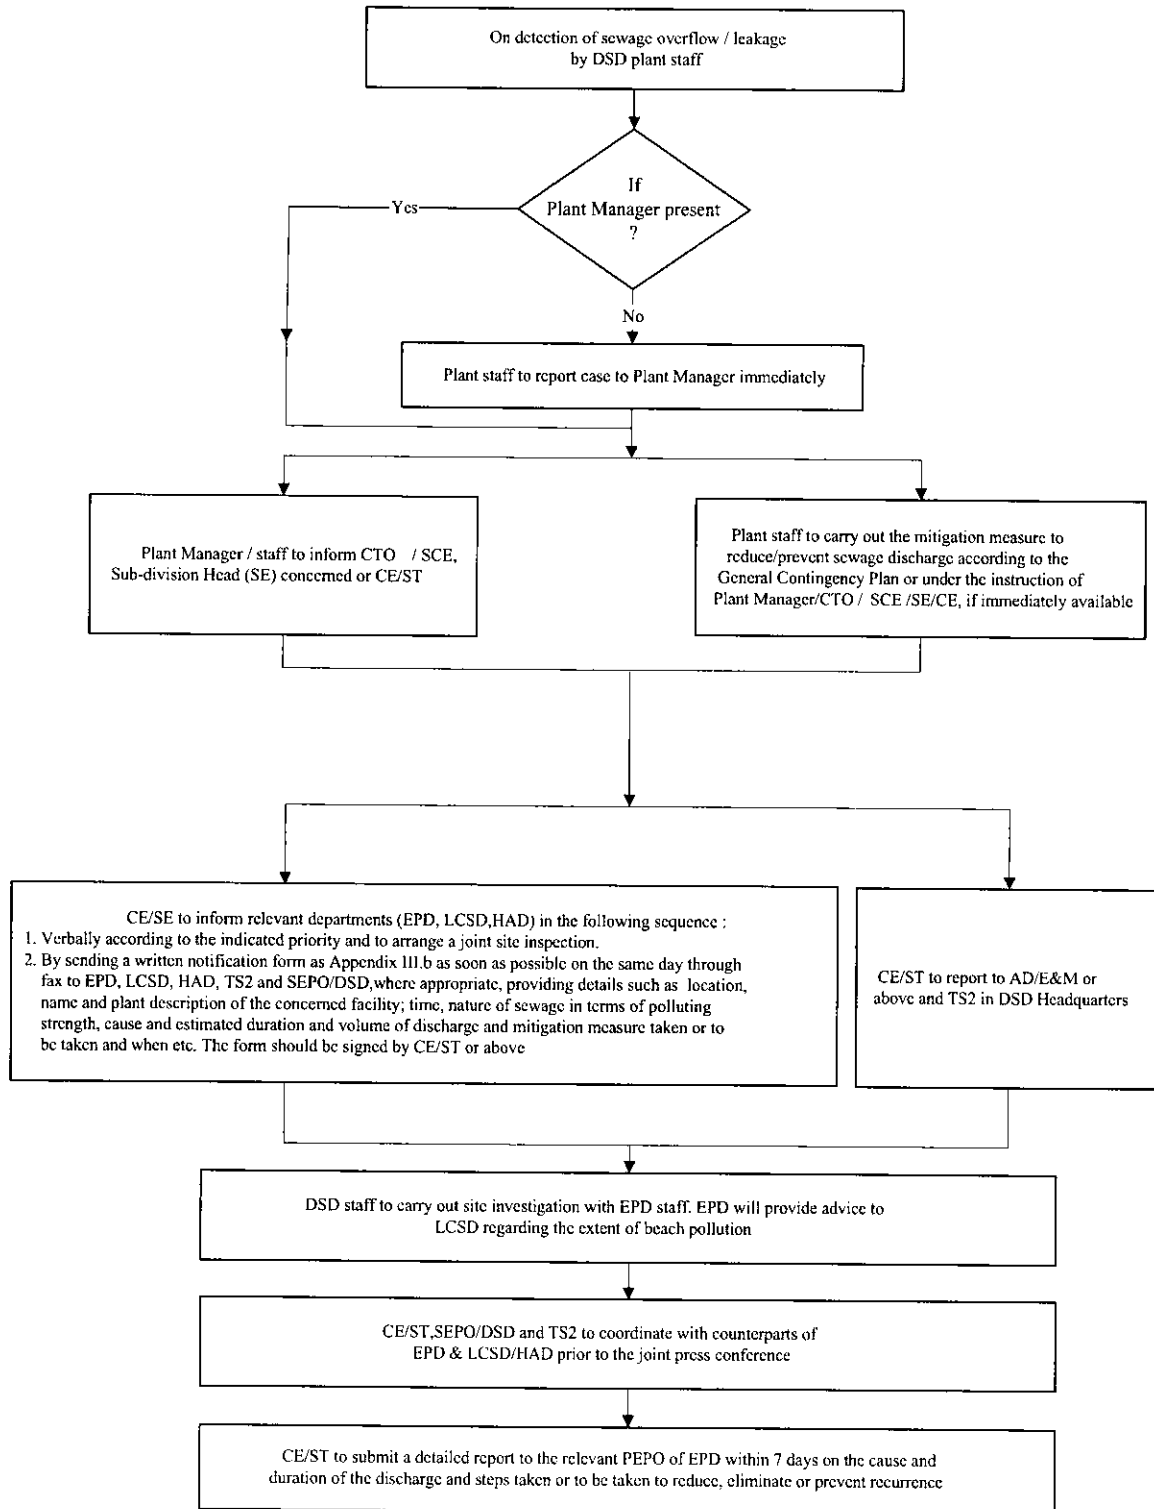 On detection of sewage overflow / leakage
by DSD plant staff
If
Plant Manager present
?
Yes
No
Plant staff to report case to Plant Manager immediately
Plant Manager / staff to inform CTO / SCE,
Sub-division Head (SE) concerned or CE/ST
Plant staff to carry out the mitigation measure to
reduce/prevent sewage discharge according to the
General Contingency Plan or under the instruction of
Plant Manager/CTO / SCE /SE/CE, if immediately available
CE/SE to inform relevant departments (EPD, LCSD,HAD) in the following sequence :
1. Verbally according to the indicated priority and to arrange a joint site inspection.
2. By sending a written notification form as Appendix III.b as soon as possible on the same day through
fax to EPD, LCSD, HAD, TS2 and SEPO/DSD,where appropriate, providing details such as location,
name and plant description of the concerned facility; time, nature of sewage in terms of polluting
strength, cause and estimated duration and volume of discharge and mitigation measure taken or to
be taken and when etc. The form should be signed by CE/ST or above
CE/ST to report to AD/E&M or
above and TS2 in DSD Headquarters
DSD staff to carry out site investigation with EPD staff. EPD will provide advice to
LCSD regarding the extent of beach pollution
CE/ST,SEPO/DSD and TS2 to coordinate with counterparts of
EPD & LCSD/HAD prior to the joint press conference
CE/ST to submit a detailed report to the relevant PEPO of EPD within 7 days on the cause and
duration of the discharge and steps taken or to be taken to reduce, eliminate or prevent recurrence